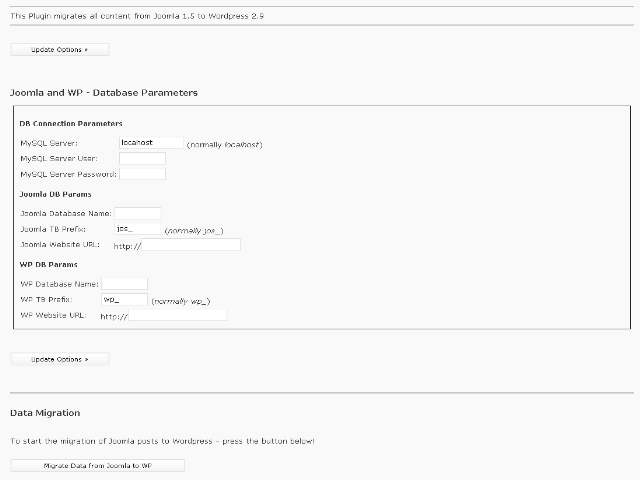 This Plugin migrates all content from Joomla 1.5 to Wordpress 2.9
Update Options »
Joomla and WP - Database Parameters
DB Connection Parameters
MySQL Server: locahost (normally localhost)
MySQL Server User:
MySQL Server Password:
Joomla DB Params
Joomla Database Name:
Joomla TB Prefix: jos_ (normally jos_)
Joomla Website URL: http://
WP DB Params
WP Database Name:
WP TB Prefix: wp_ (normally wp_)
WP Website URL: http://
Update Options »
Data Migration
To start the migration of Joomla posts to Wordpress - press the button below!
Migrate Data from Joomla to WP